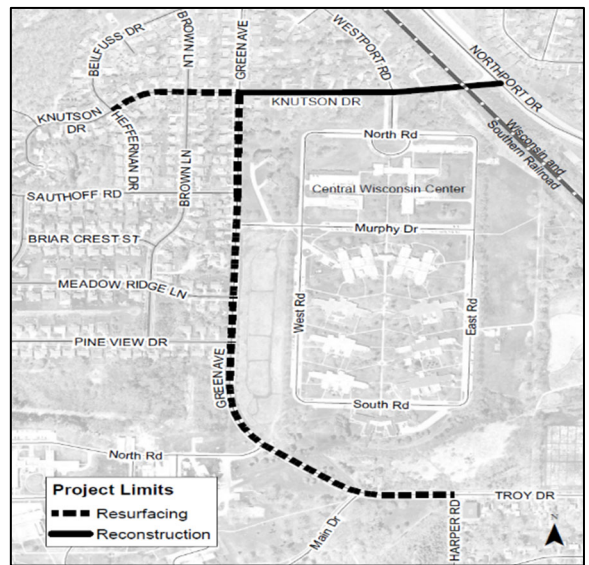 BEILFUSS DR
BROWN LN
GREEN AVE
WESTPORT RD
NORTHPORT DR
KNUTSON
DR
HEFFERNAN DR
KNUTSON DR
Wisconsin and
Southern Railroad
North Rd
Central Wisconsin Center
SAUTHOFF RD
BROWN LN
BRIAR CREST ST
Murphy Dr
MEADOW RIDGE LN
West Rd
East Rd
PINE VIEW DR
GREEN AVE
South Rd
North Rd
Project Limits
Resurfacing
Reconstruction
Main Dr
HARPER RD
TROY DR